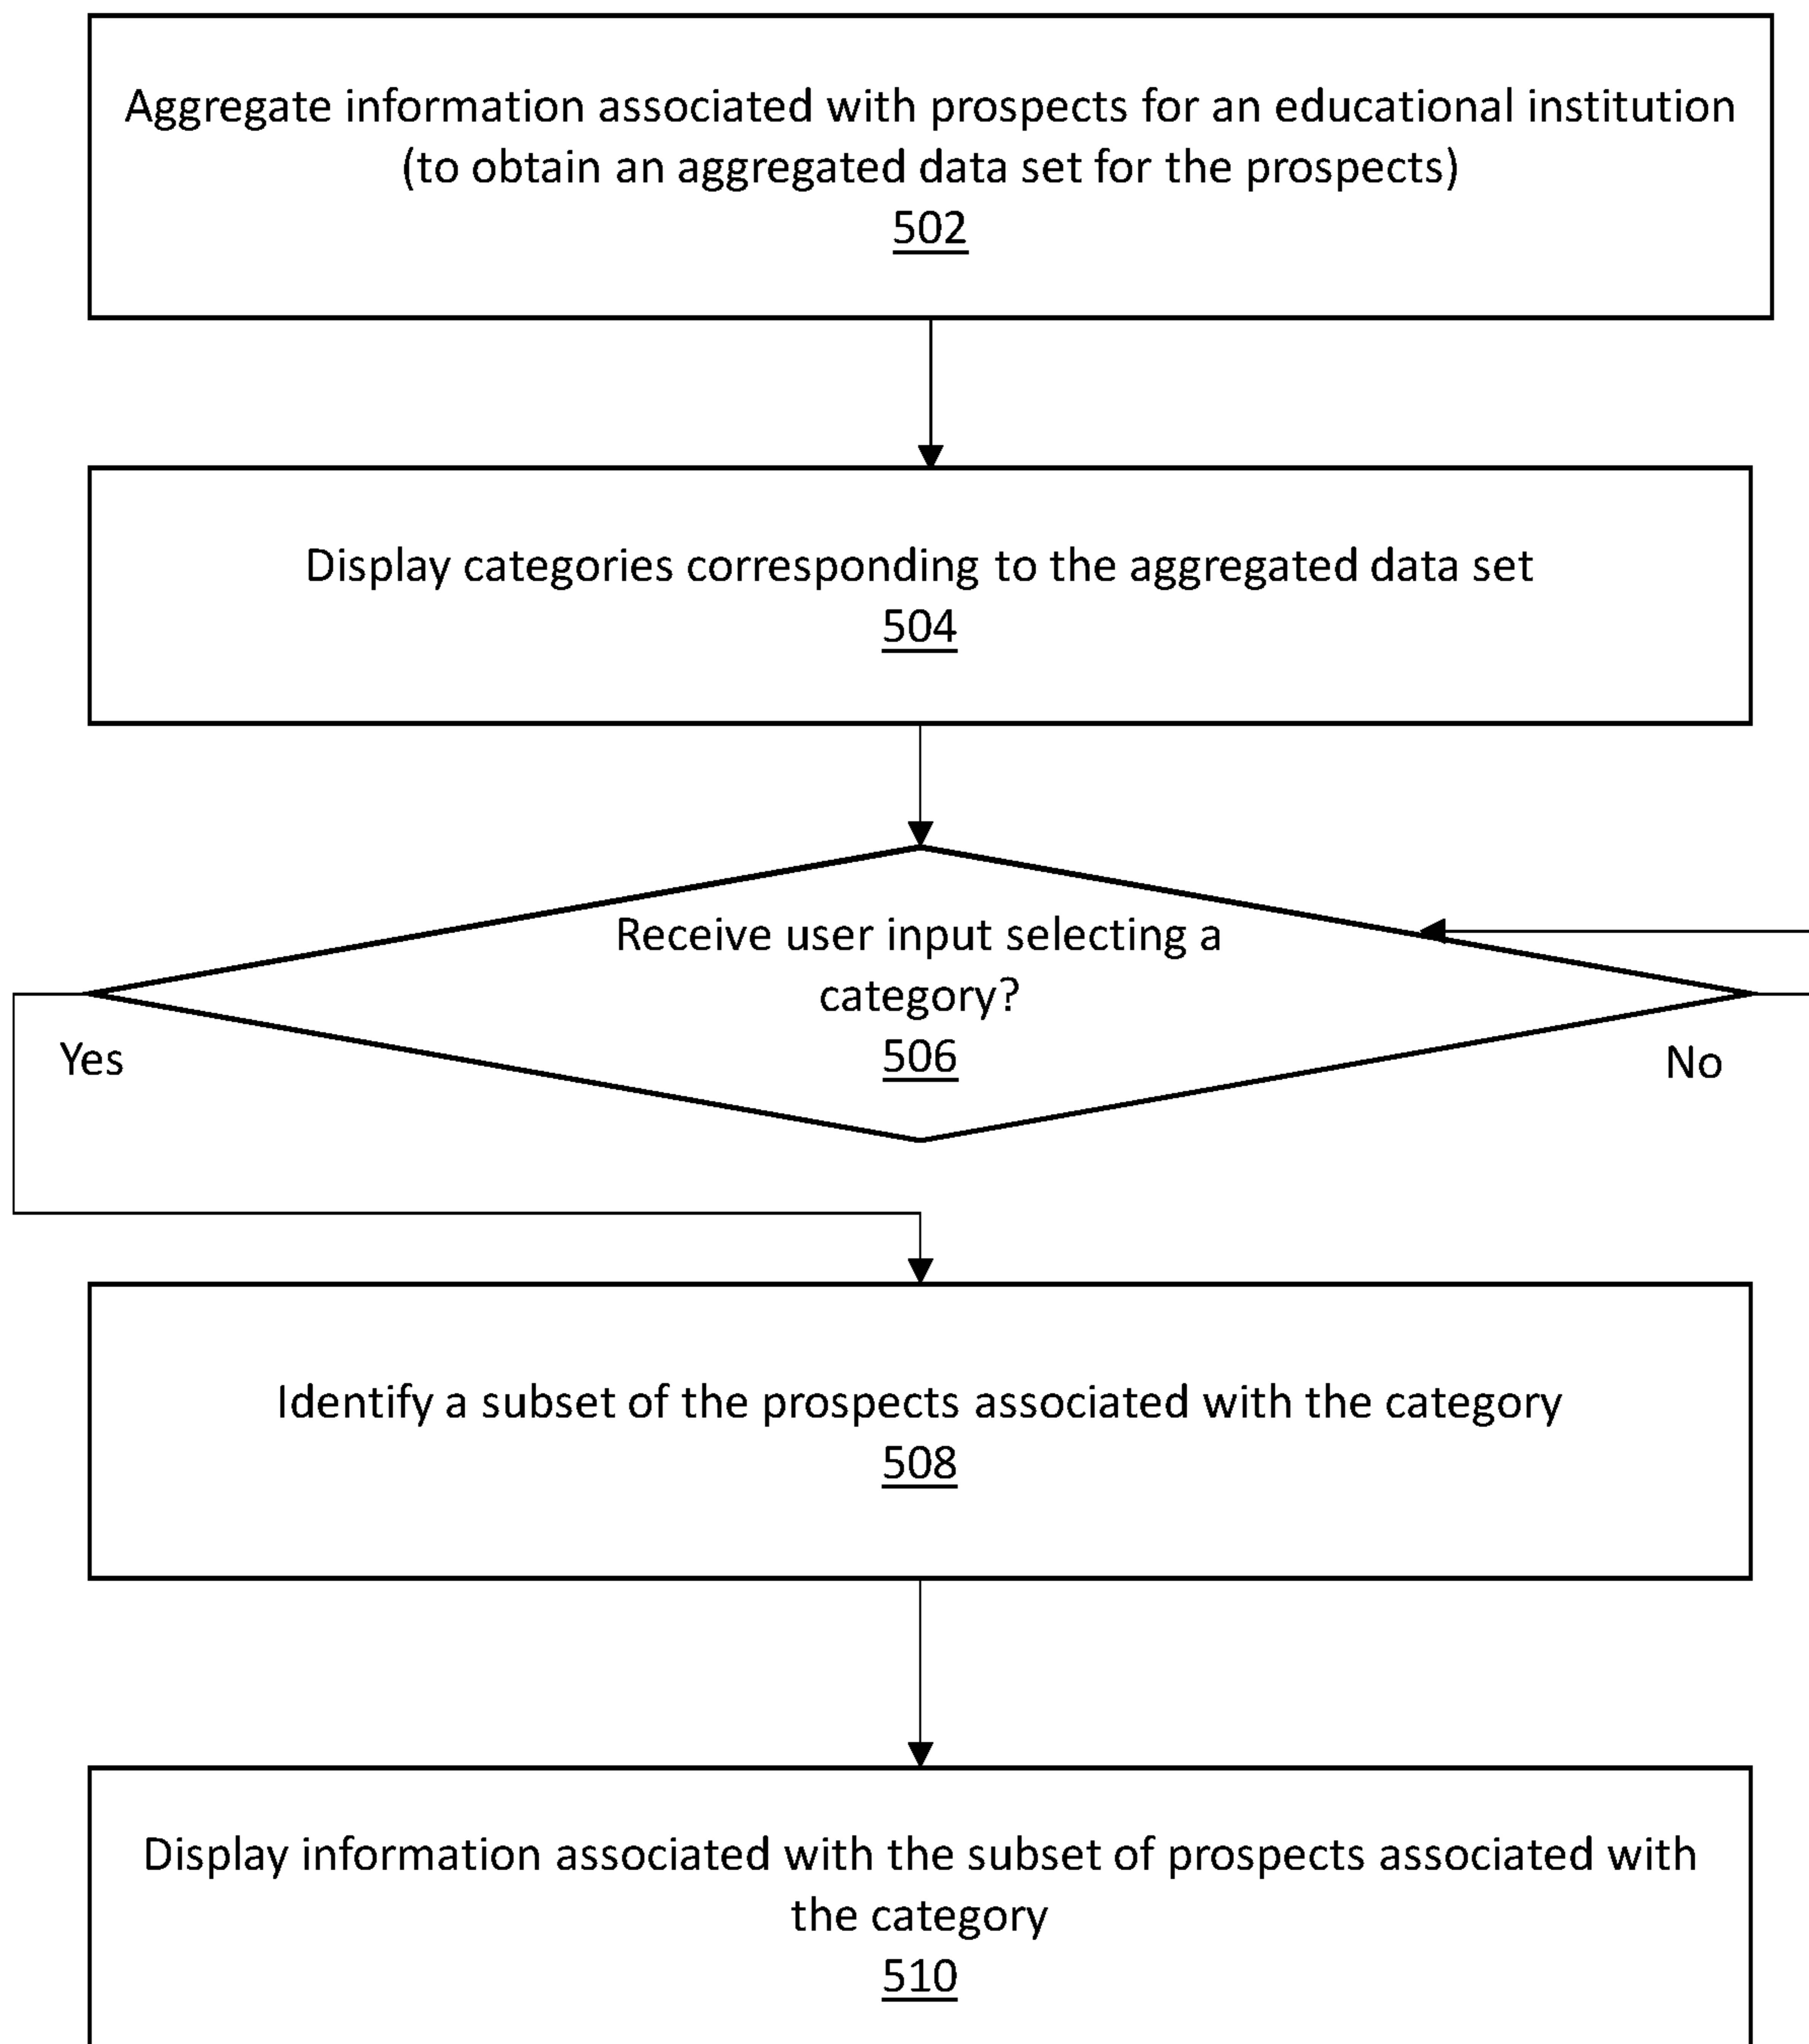 Aggregate information associated with prospects for an educational institution
(to obtain an aggregated data set for the prospects)
502
Display categories corresponding to the aggregated data set
504
Receive user input selecting a
category?
506
Yes
No
Identify a subset of the prospects associated with the category
508
Display information associated with the subset of prospects associated with
the category
510